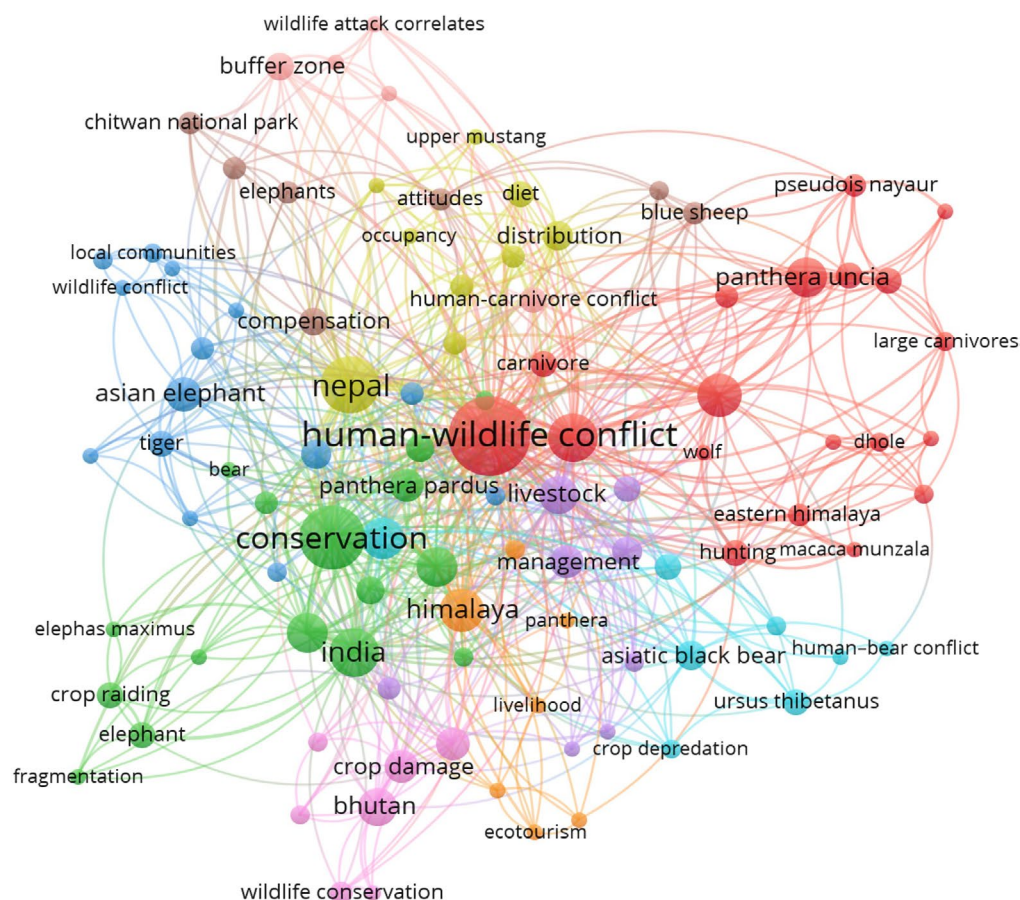 wildlife attack correlates
buffer zone
chitwan national park
upper mustang
elephants
attitudes
diet
pseudois nayaur
blue sheep
occupancy
distribution
local communities
wildlife conflict
human-carnivore conflict
panthera uncia
compensation
large carnivores
carnivore
asian elephant
nepal
human-wildlife conflict
tiger
wolf
dhole
bear
panthera pardus
livestock
eastern himalaya
conservation
management
hunting
macaca munzala
himalaya
panthera
elephas maximus
india
asiatic black bear
human–bear conflict
crop raiding
livelihood
ursus thibetanus
elephant
crop depredation
fragmentation
crop damage
bhutan
ecotourism
wildlife conservation